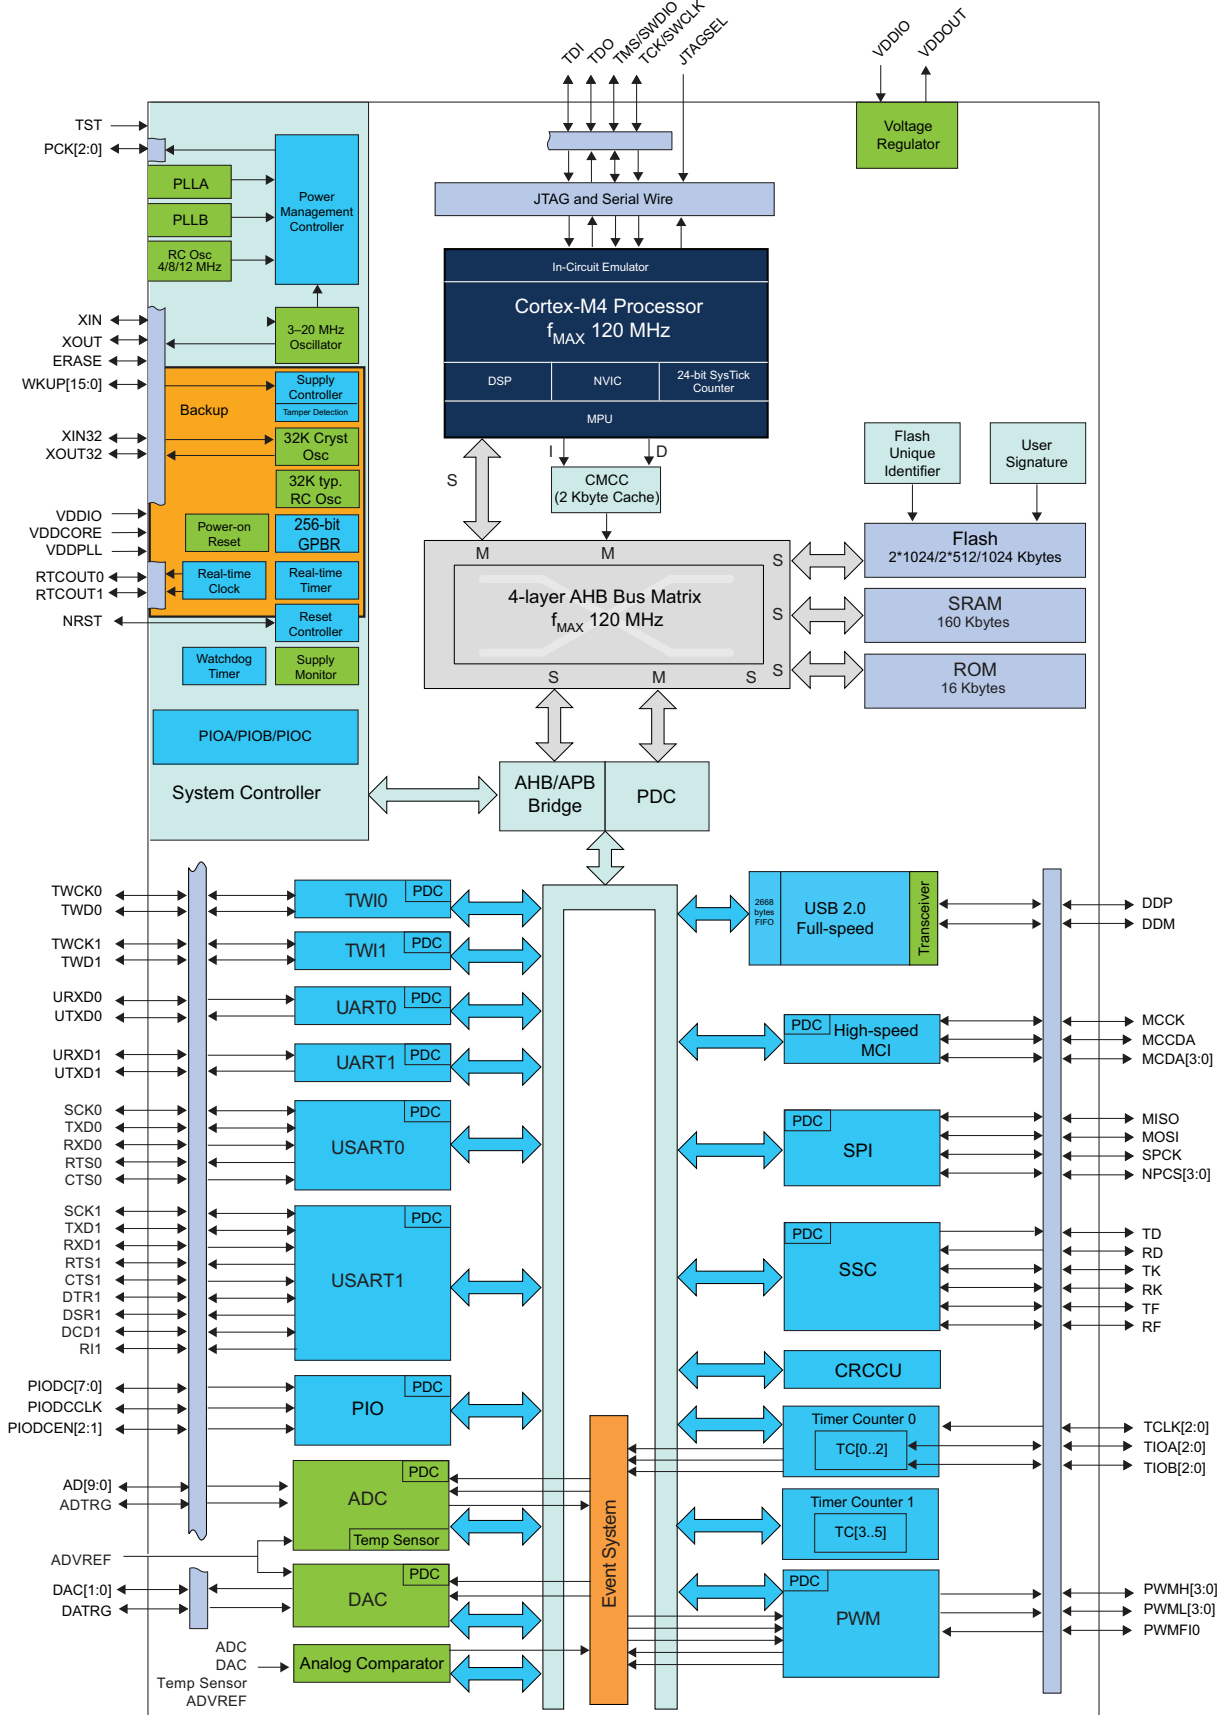 TDI
TDO
TMS/SWDIO
TCK/SWCLK
JTAGSEL
VDDIO
VDDOUT
TST
PCK[2:0]
PLLA
PLLB
RC Osc
4/8/12 MHz
Power
Management
Controller
Voltage
Regulator
JTAG and Serial Wire
In-Circuit Emulator
Cortex-M4 Processor
fMAX 120 MHz
DSP
NVIC
24-bit SysTick
Counter
MPU
XIN
XOUT
ERASE
WKUP[15:0]
XIN32
XOUT32
VDDIO
VDDCORE
VDDPLL
RTCOUT0
RTCOUT1
NRST
3–20 MHz
Oscillator
Backup
Supply
Controller
Tamper Detection
32K Cryst
Osc
32K typ.
RC Osc
Power-on
Reset
256-bit
GPBR
Real-time
Clock
Real-time
Timer
Reset
Controller
Watchdog
Timer
Supply
Monitor
PIOA/PIOB/PIOC
System Controller
S
I
D
CMCC
(2 Kbyte Cache)
Flash
Unique
Identifier
User
Signature
M
M
S
Flash
2*1024/2*512/1024 Kbytes
4-layer AHB Bus Matrix
fMAX 120 MHz
S
SRAM
160 Kbytes
S
ROM
16 Kbytes
S
M
S
AHB/APB
Bridge
PDC
TWCK0
TWD0
TWI0
PDC
TWCK1
TWD1
TWI1
PDC
URXD0
UTXD0
UART0
PDC
URXD1
UTXD1
UART1
PDC
SCK0
TXD0
RXD0
RTS0
CTS0
USART0
PDC
SCK1
TXD1
RXD1
RTS1
CTS1
DTR1
DSR1
DCD1
RI1
USART1
PDC
PIODC[7:0]
PIODCCLK
PIODCEN[2:1]
PIO
PDC
AD[9:0]
ADTRG
ADC
PDC
Temp Sensor
ADVREF
DAC[1:0]
DATRG
DAC
PDC
ADC
DAC
Temp Sensor
ADVREF
Analog Comparator
Event System
2668
bytes
FIFO
USB 2.0
Full-speed
Transceiver
DDP
DDM
PDC
High-speed
MCI
MCCK
MCCDA
MCDA[3:0]
PDC
SPI
MISO
MOSI
SPCK
NPCS[3:0]
PDC
SSC
TD
RD
TK
RK
TF
RF
CRCCU
Timer Counter 0
TC[0..2]
TCLK[2:0]
TIOA[2:0]
TIOB[2:0]
Timer Counter 1
TC[3..5]
PDC
PWM
PWMH[3:0]
PWML[3:0]
PWMFI0